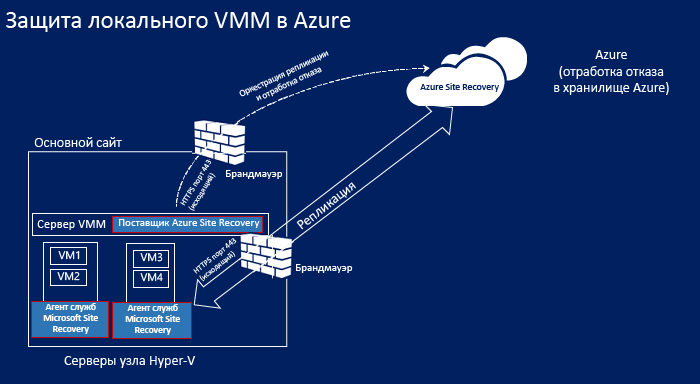 Защита локального VMM в Azure
Azure
(отработка отказа
в хранилище Azure)
Azure Site Recovery
Оркестрация репликации
и отработка отказа
Основной сайт
Брандмауэр
HTTPS порт 443
(исходящий)
Репликация
Сервер VMM
Поставщик Azure Site Recovery
HTTPS порт 443
(исходящий)
Брандмауэр
VM1
VM2
VM3
VM4
Агент служб
Microsoft Site
Recovery
Агент служб
Microsoft Site
Recovery
Серверы узла Hyper-V